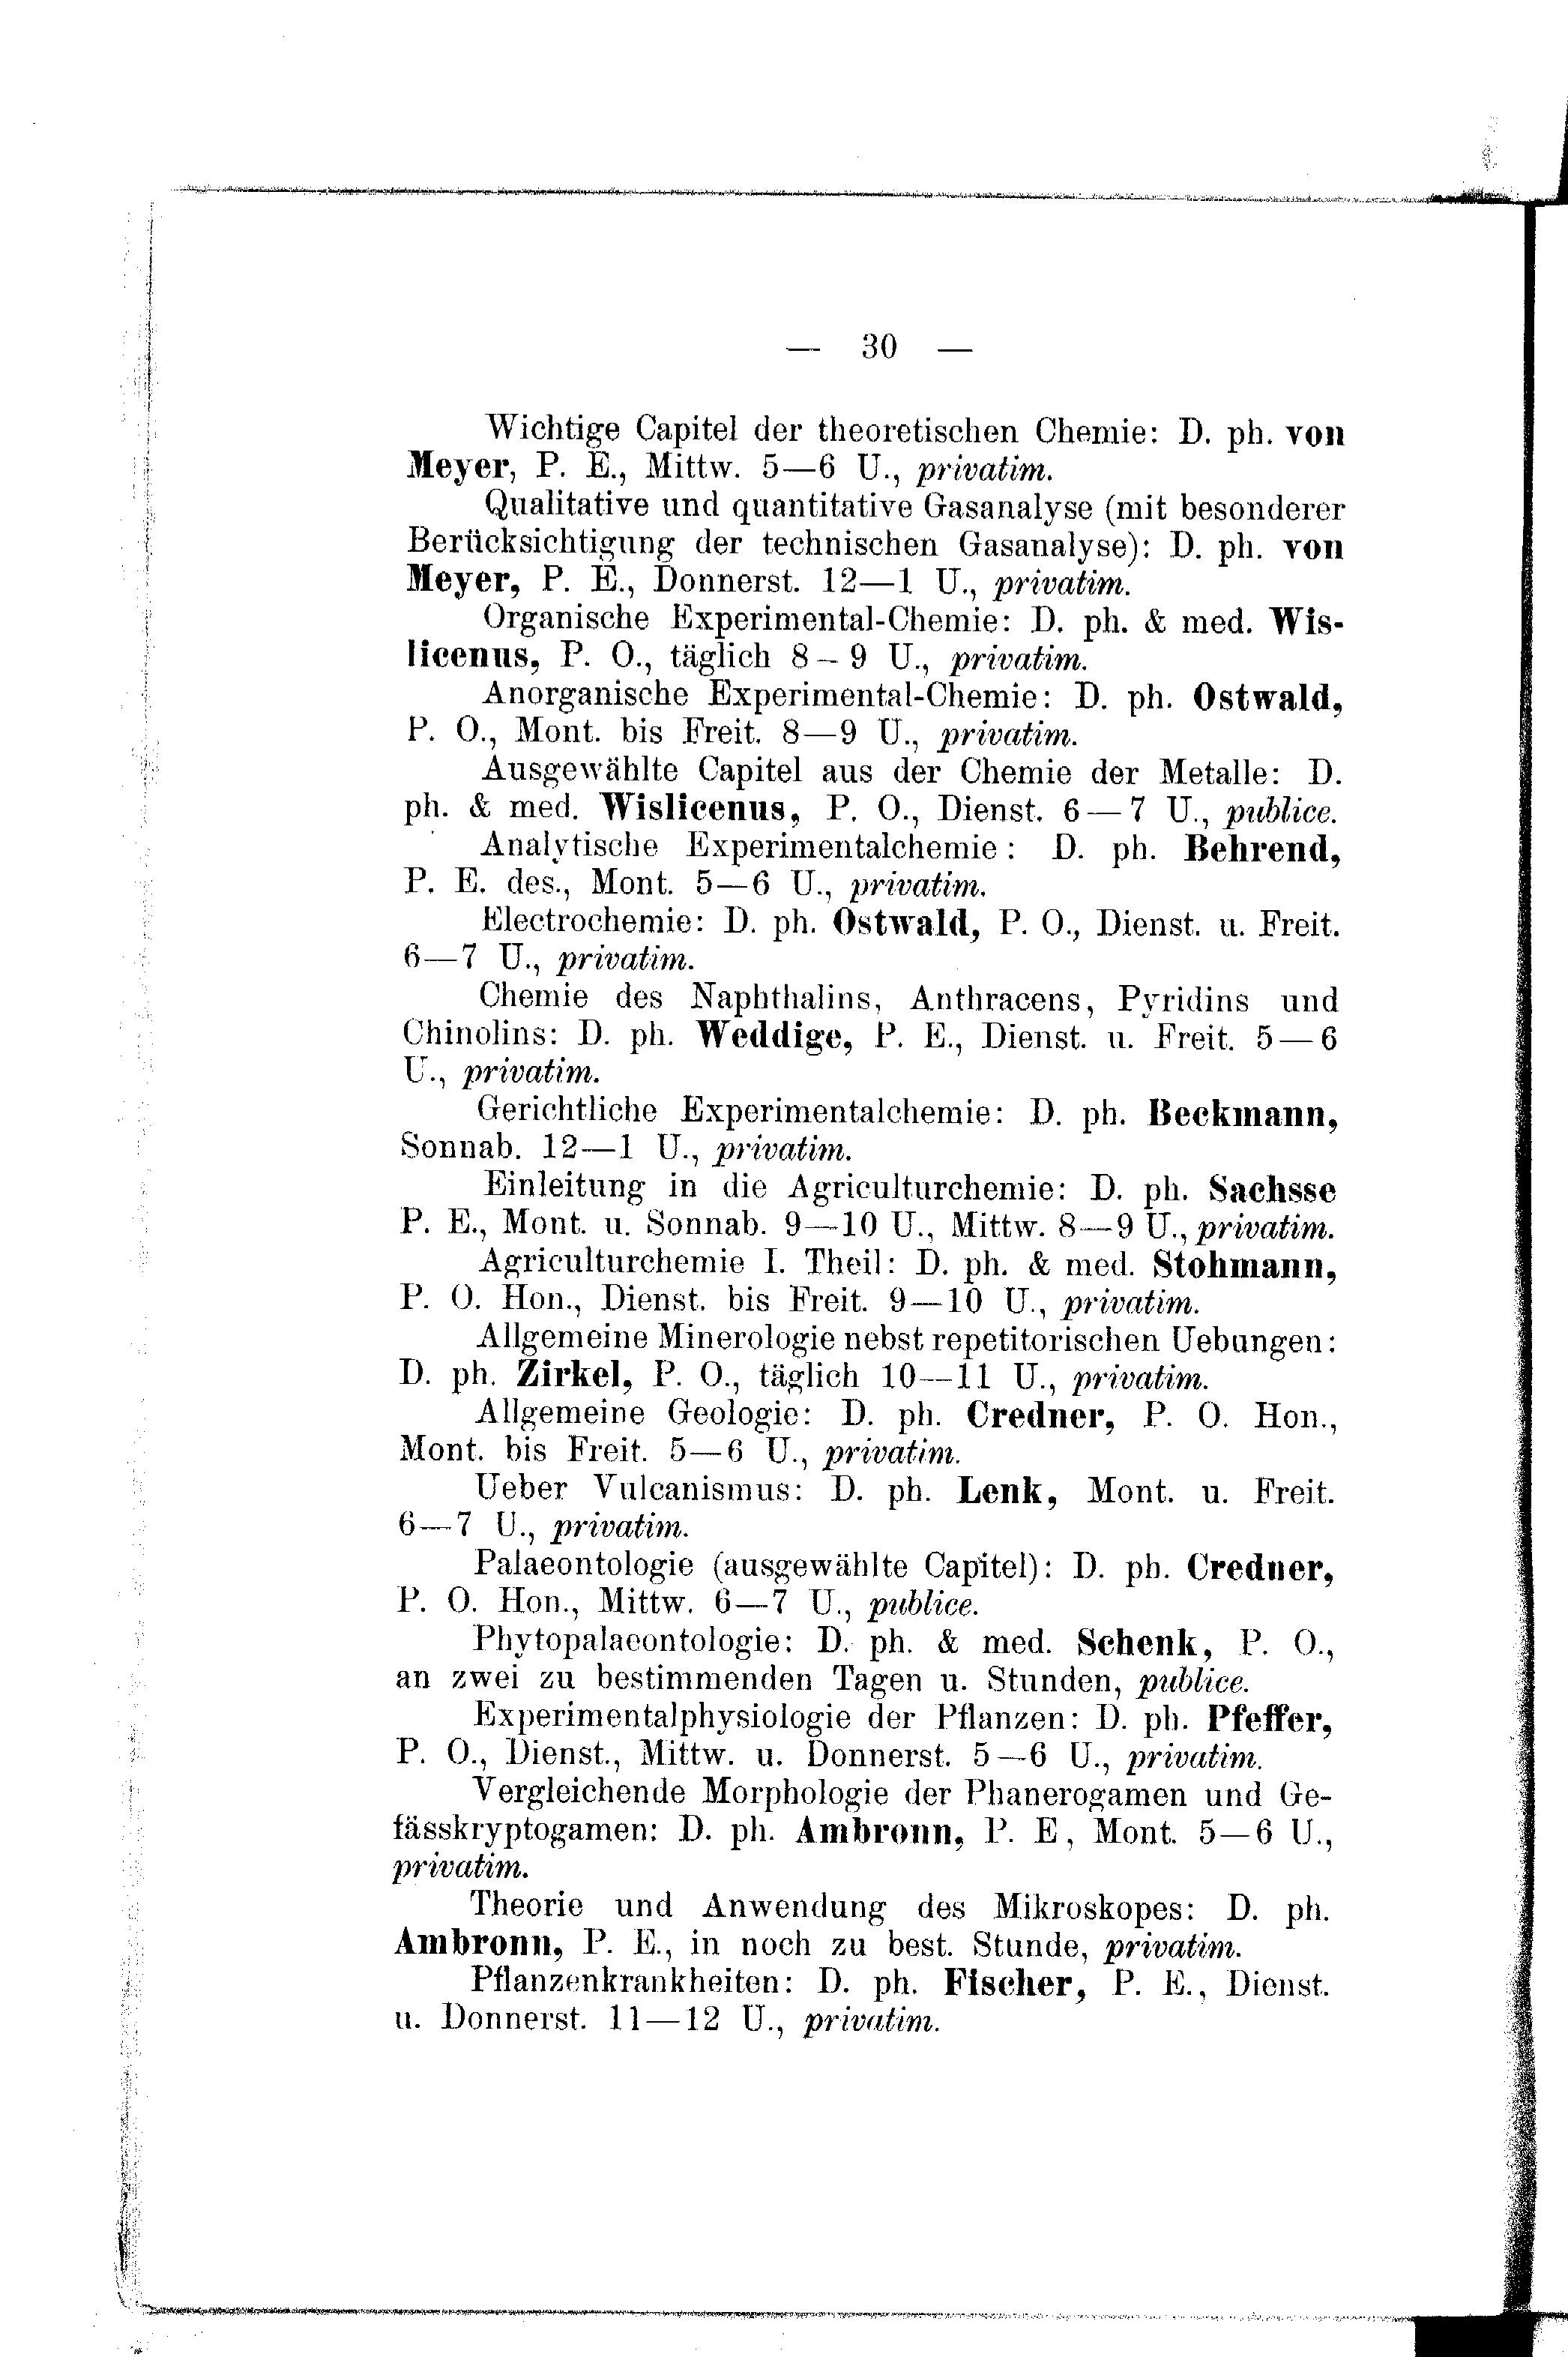 — 30 —
Wichtige Capitel der theoretischen Chemie: D. ph. von
Meyer, P. E., Mittw. 5—6 U., privatim.
Qualitative und quantitative Gasanalyse (mit besonderer
Berücksichtigung der technischen Gasanalyse): D. ph. von
Meyer, P. E., Donnerst. 12—1 U., privatim.
Organische Experimental-Chemie: D. ph. & med. Wis-
licenus, P. O., täglich 8–9 U., privatim.
Anorganische Experimental-Chemie: D. ph. Ostwald,
P. O., Mont. bis Freit. 8—9 U., privatim.
Ausgewählte Capitel aus der Chemie der Metalle: D.
ph. & med. Wislicenus, P. O., Dienst. 6—7 U., publice.
Analytische Experimentalchemie: D. ph. Behrend,
P. E. des., Mont. 5—6 U., privatim.
Electrochemie: D. ph. Ostwald, P. O., Dienst. u. Freit.
6—7 U., privatim.
Chemie des Naphthalins, Anthracens, Pyridins und
Chinolins: D. ph. Weddige, P. E., Dienst. u. Freit. 5—6
U., privatim.
Gerichtliche Experimentalchemie: D. ph. Beckmann,
Sonnab. 12—1 U., privatim.
Einleitung in die Agriculturchemie: D. ph. Sachsse
P. E., Mont. u. Sonnab. 9—10 U., Mittw. 8—9 U., privatim.
Agriculturchemie I. Theil: D. ph. & med. Stohmann,
P. O. Hon., Dienst. bis Freit. 9—10 U., privatim.
Allgemeine Minerologie nebst repetitorischen Uebungen:
D. ph. Zirkel, P. O., täglich 10—11 U., privatim.
Allgemeine Geologie: D. ph. Credner, P. O. Hon.,
Mont. bis Freit. 5—6 U., privatim.
Ueber Vulcanismus: D. ph. Lenk, Mont. u. Freit.
6—7 U., privatim.
Palaeontologie (ausgewählte Capitel): D. ph. Credner,
P. O. Hon., Mittw. 6—7 U., publice.
Phytopalaeontologie: D. ph. & med. Schenk, P. O.,
an zwei zu bestimmenden Tagen u. Stunden, publice.
Experimentalphysiologie der Pflanzen: D. ph. Pfeffer,
P. O., Dienst., Mittw. u. Donnerst. 5—6 U., privatim.
Vergleichende Morphologie der Phanerogamen und Ge-
fässkryptogamen: D. ph. Ambronn, P. E, Mont. 5—6 U.,
privatim.
Theorie und Anwendung des Mikroskopes: D. ph.
Ambronn, P. E., in noch zu best. Stunde, privatim.
Pflanzenkrankheiten: D. ph. Fischer, P. E., Dienst.
u. Donnerst. 11—12 U., privatim.